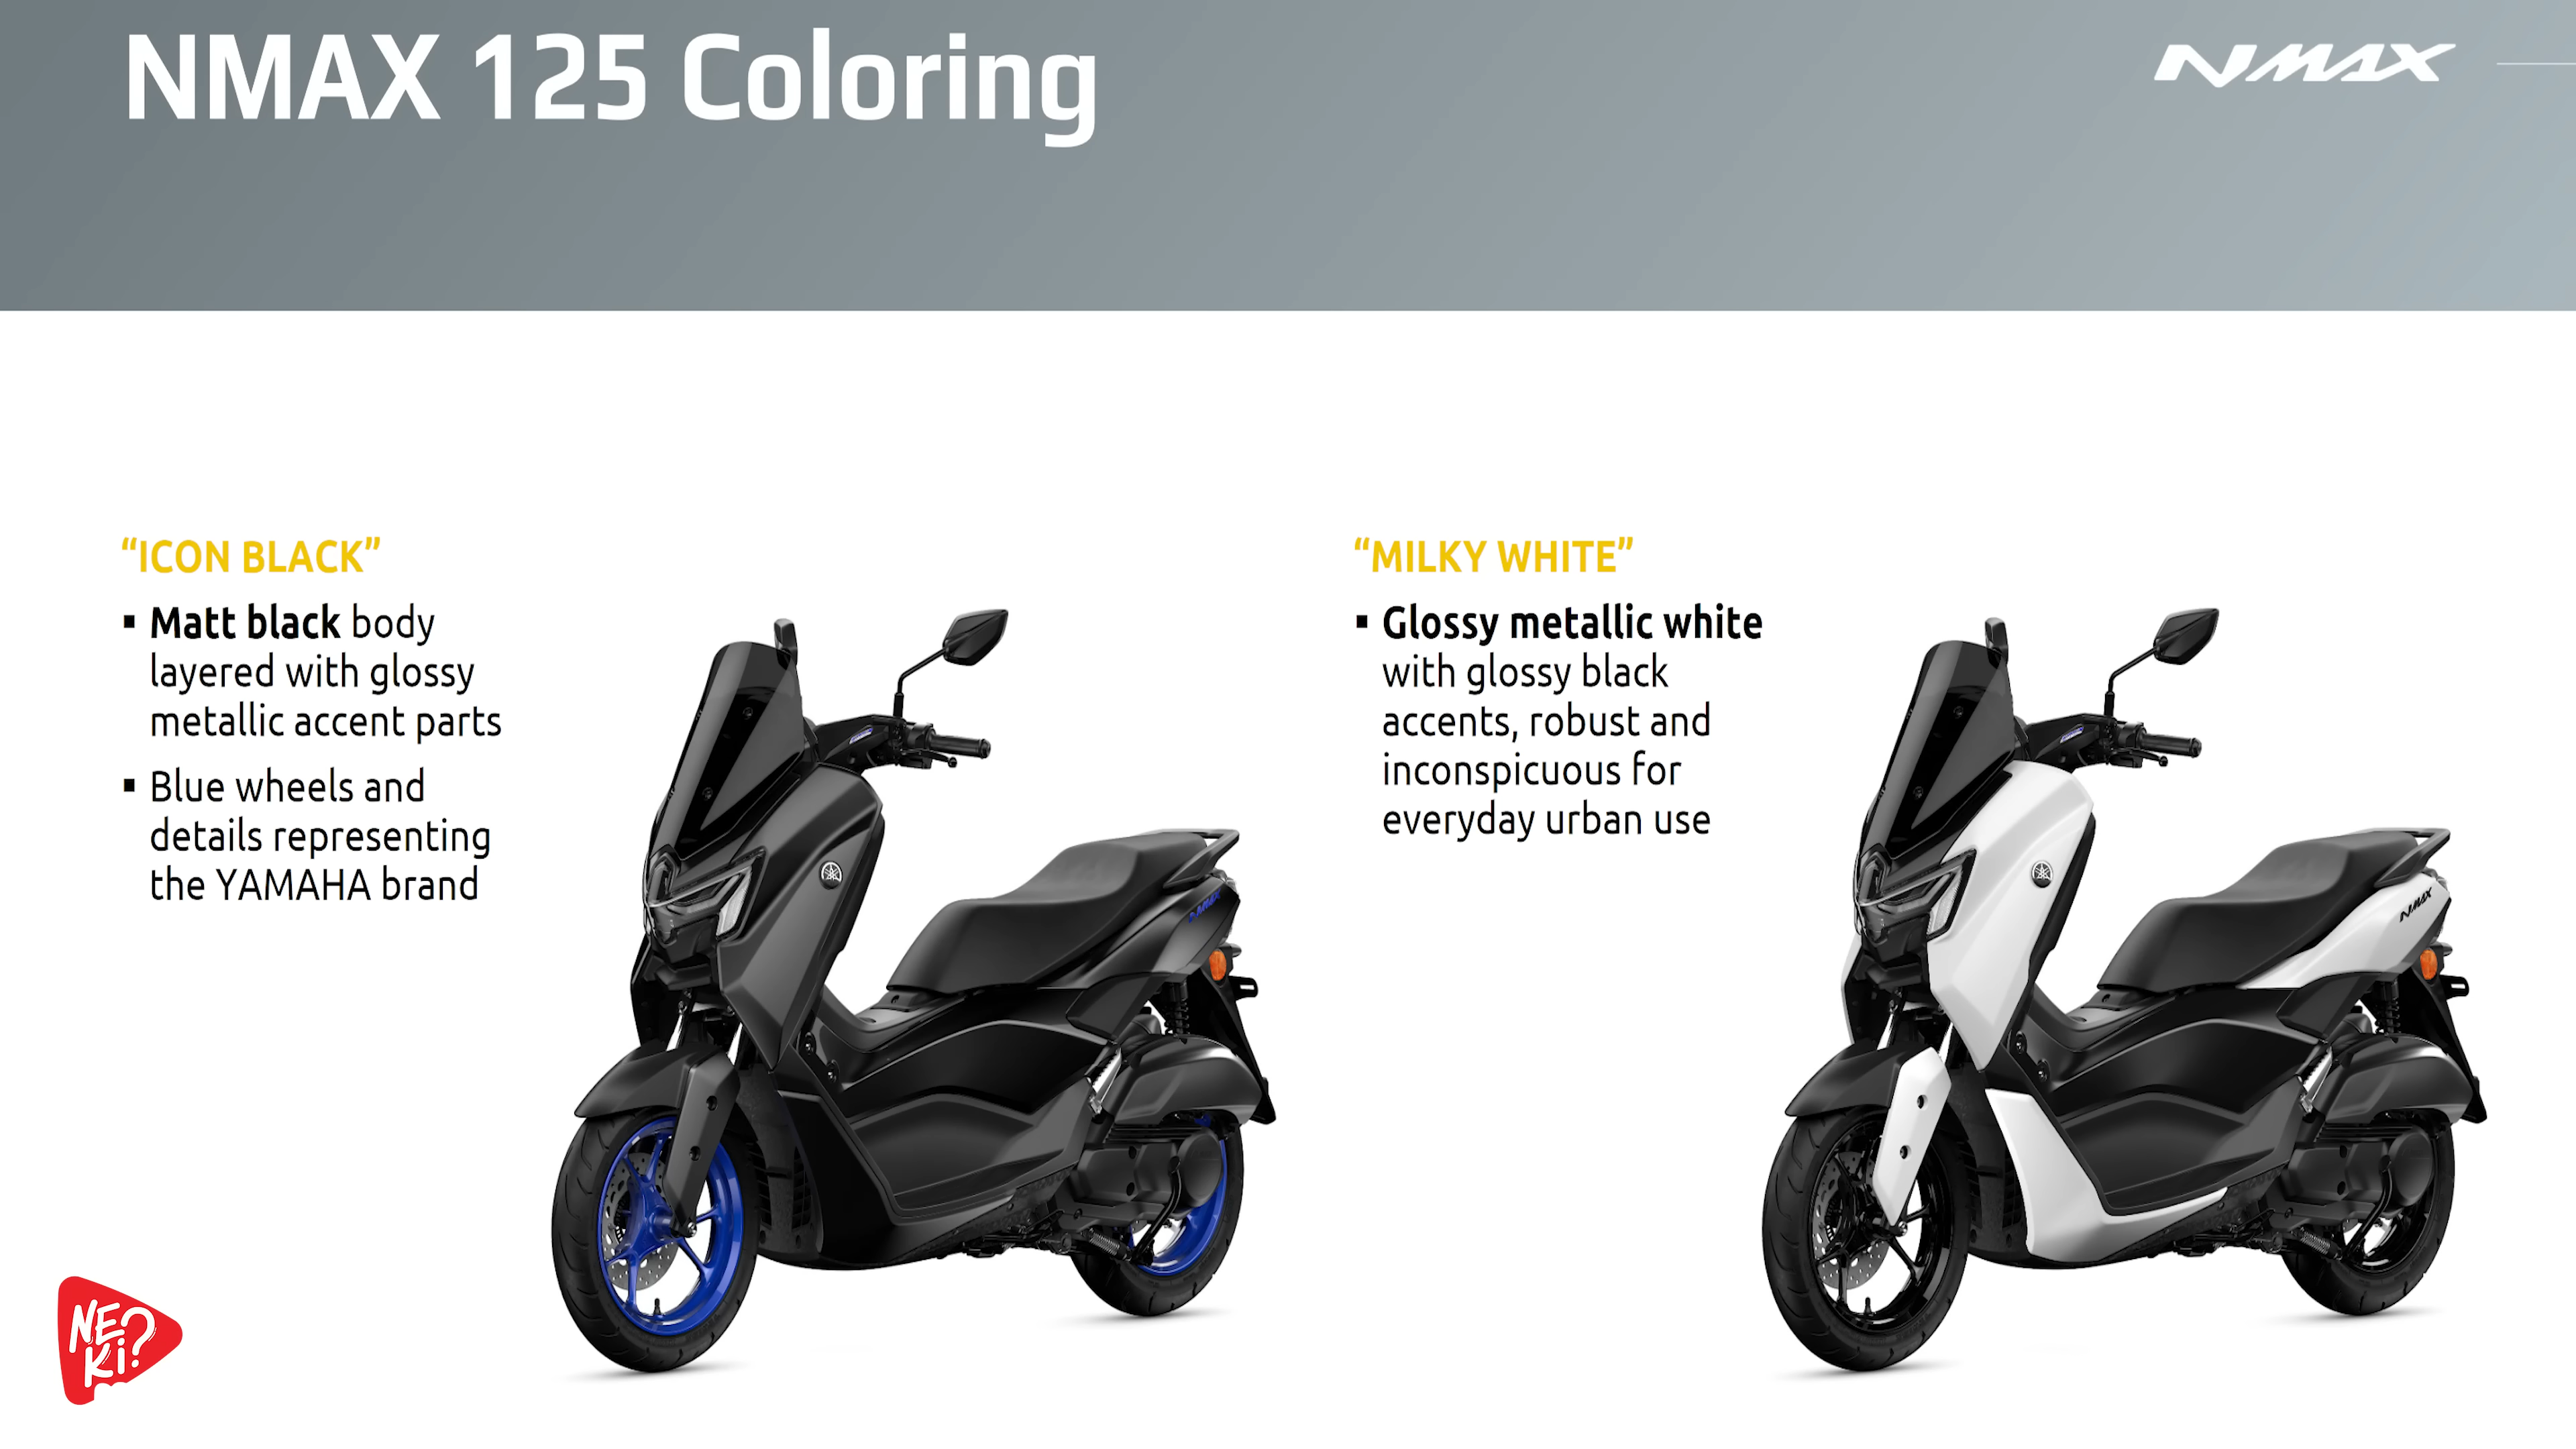 NMAX 125 Coloring
NMAX
“ICON BLACK”
▪ Matt black body
layered with glossy
metallic accent parts
▪ Blue wheels and
details representing
the YAMAHA brand
“MILKY WHITE”
▪ Glossy metallic white
with glossy black
accents, robust and
inconspicuous for
everyday urban use
NMAX
NMAX
NE
Ki?